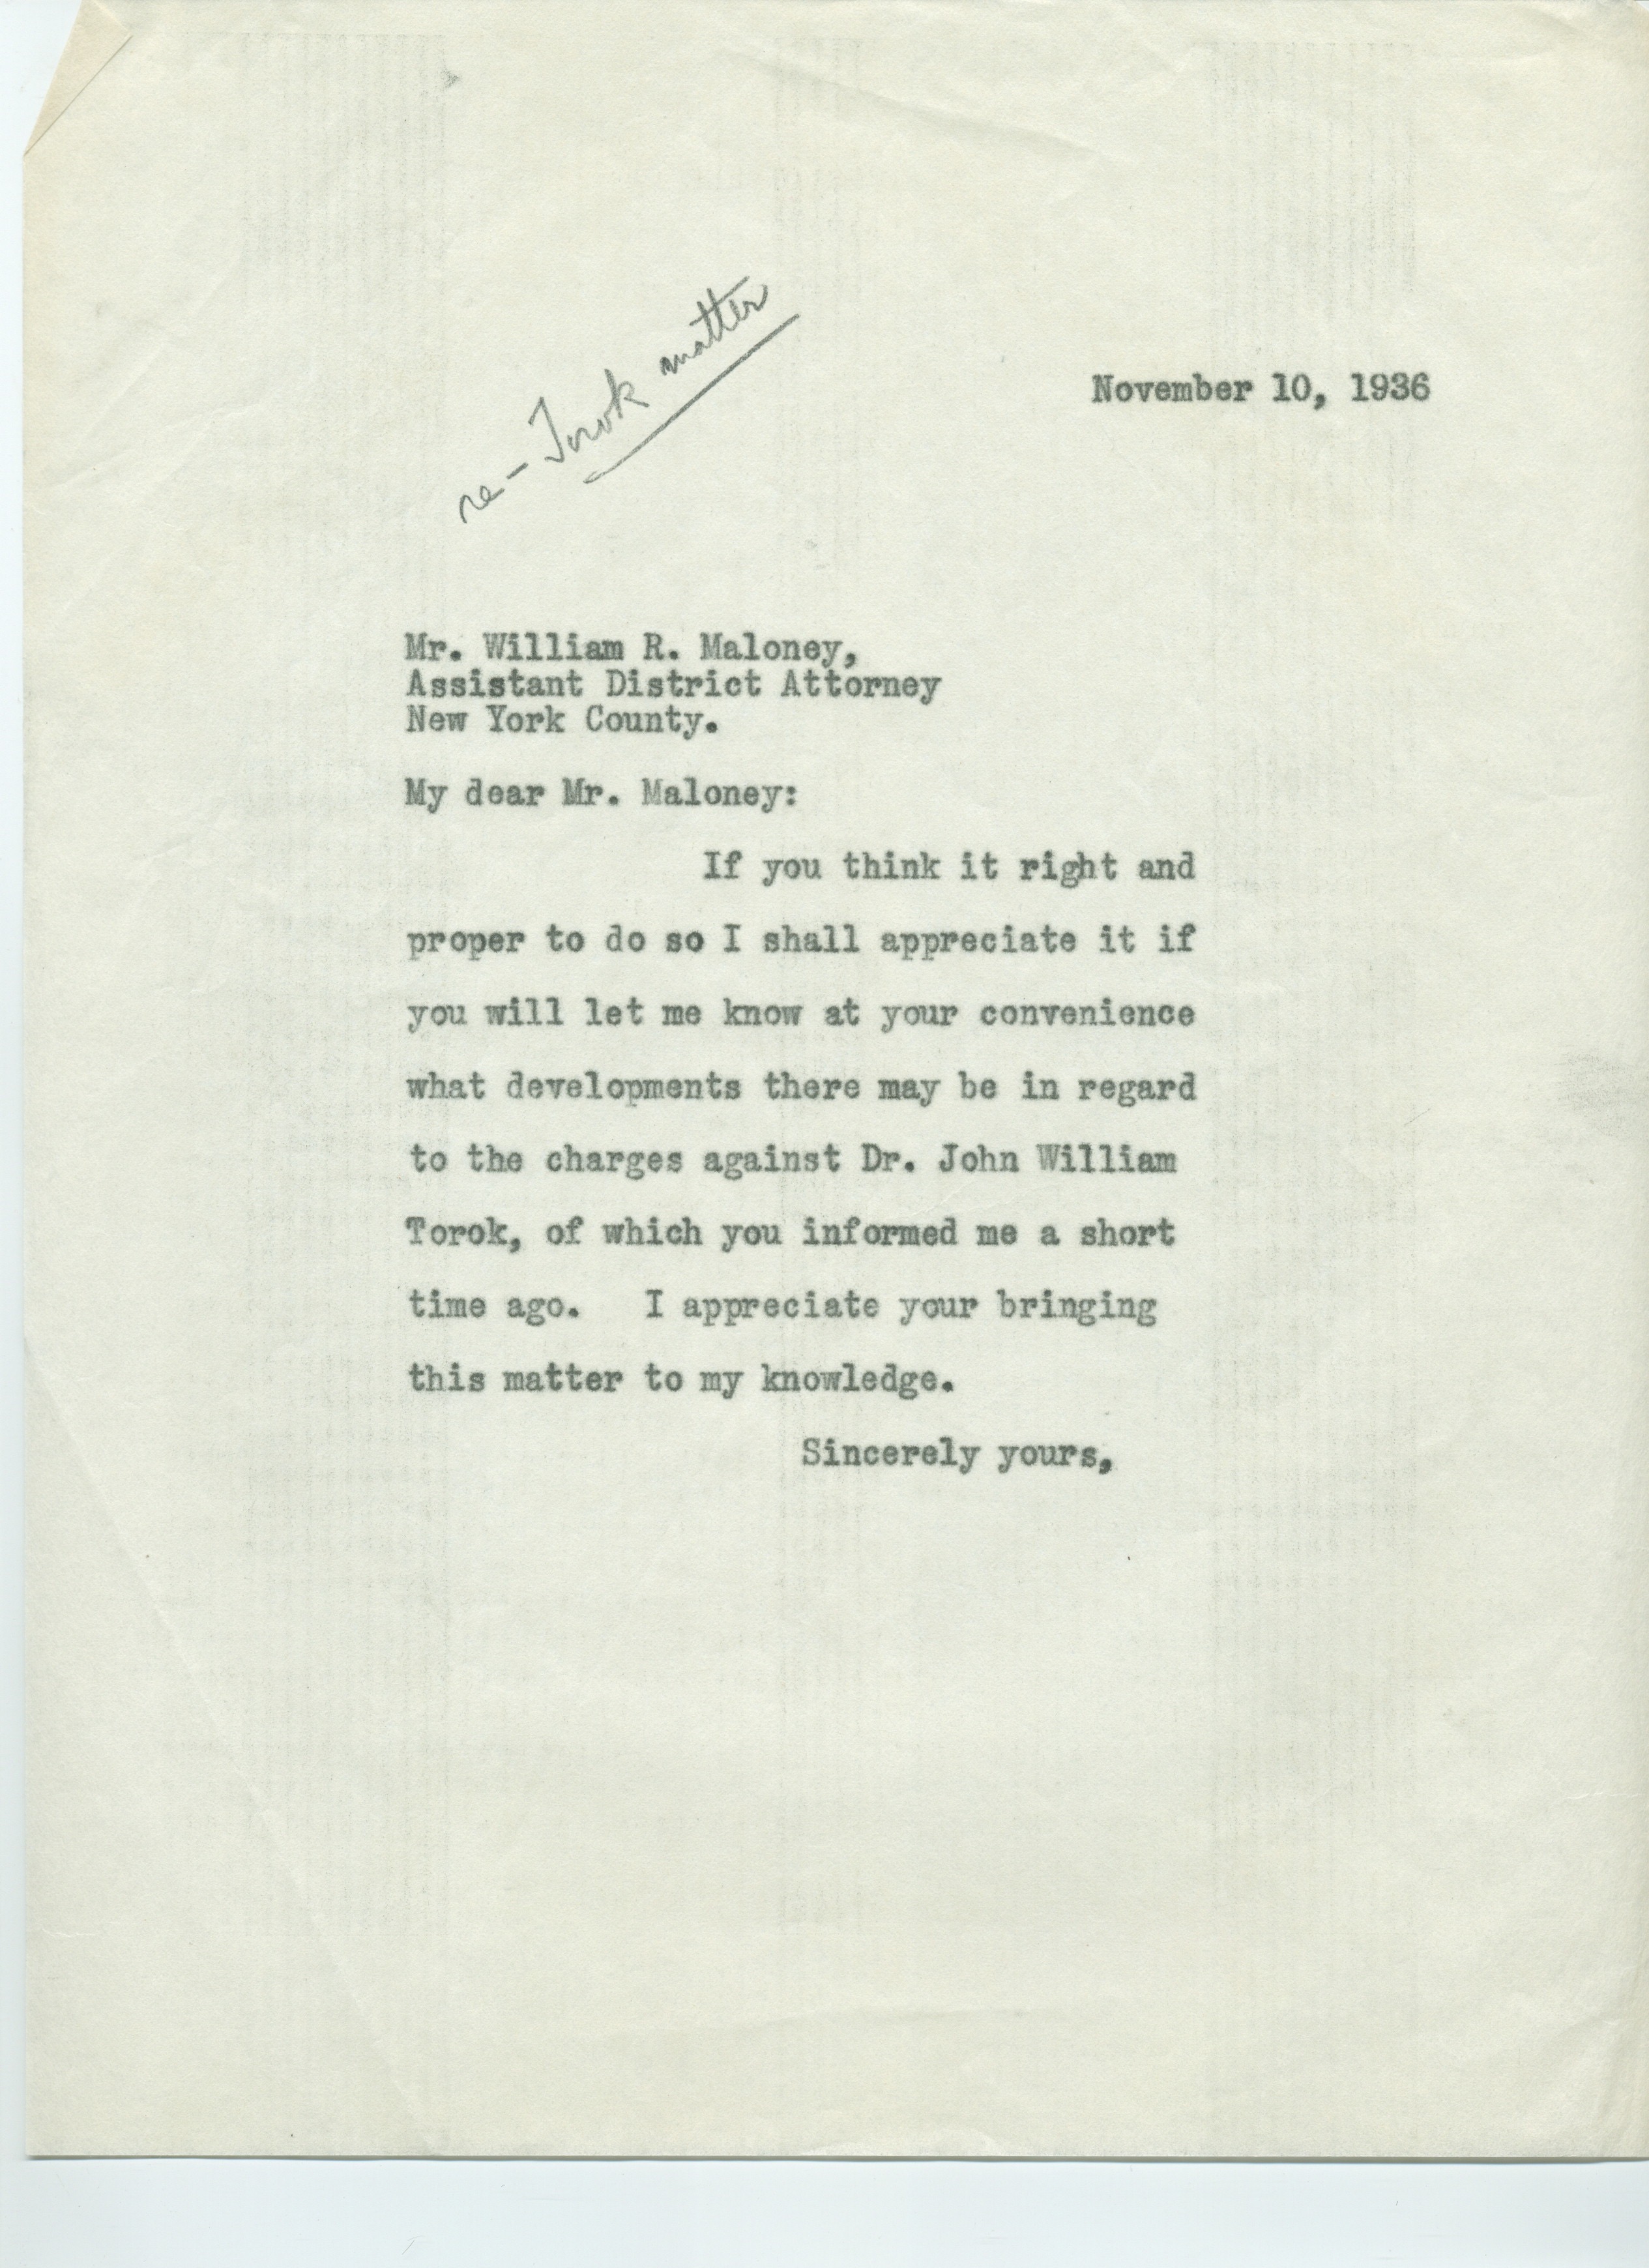 re- Torok matter
November 10, 1936
Mr. William R. Maloney,
Assistant District Attorney
New York County.
My dear Mr. Maloney:
If you think it right and
proper to do so I shall appreciate it if
you will let me know at your convenience
what developments there may be in regard
to the charges against Dr. John William
Torok, of which you informed me a short
time ago. I appreciate your bringing
this matter to my knowledge.
Sincerely yours,